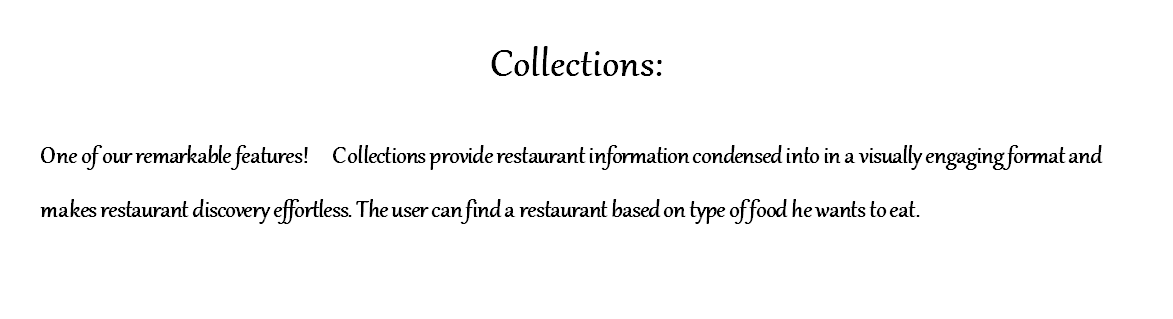 Collections:
One of our remarkable features! Collections provide restaurant information condensed into in a visually engaging format and
makes restaurant discovery effortless. The user can find a restaurant based on type of food he wants to eat.